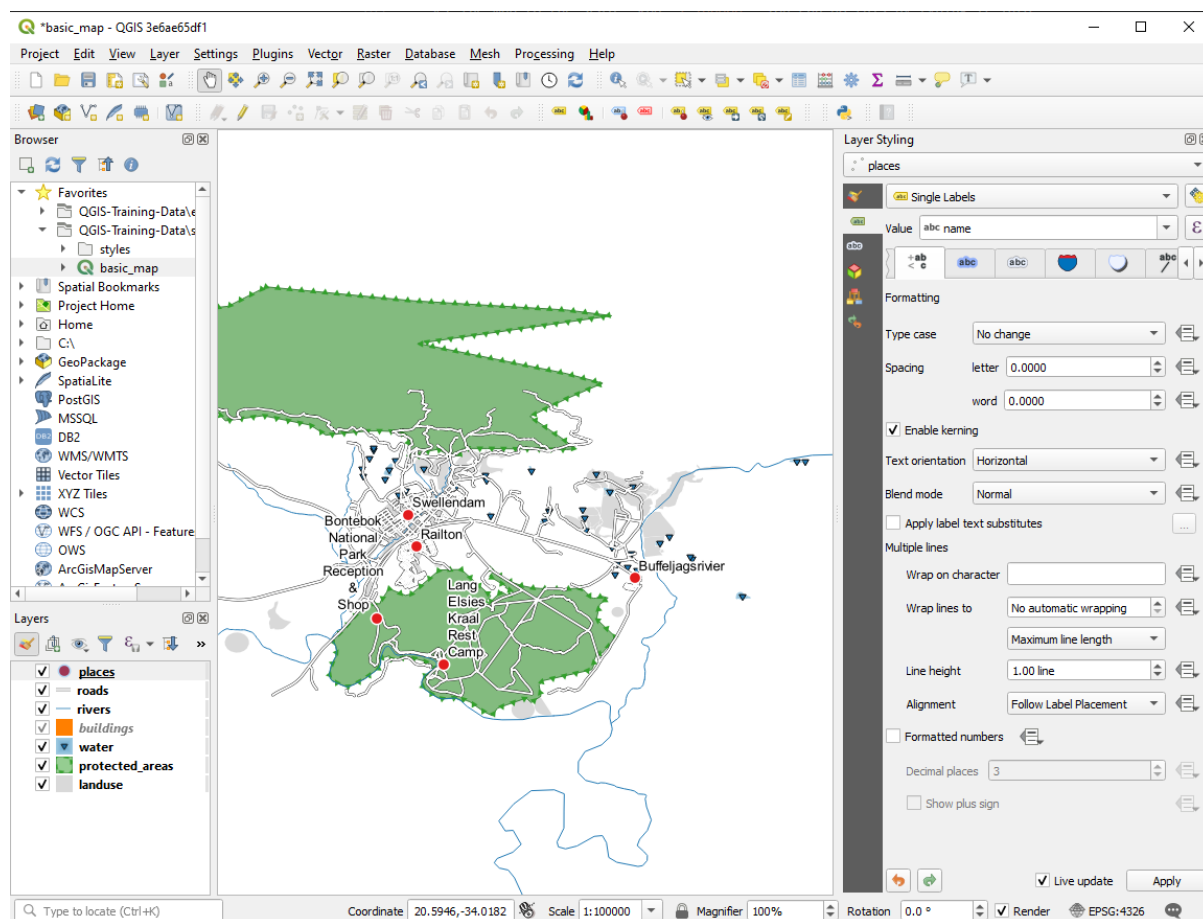 *basic_map - QGIS 3e6ae65df1
Project Edit View Layer Settings Plugins Vector Raster Database Mesh Processing Help
Browser
Favorites
QGIS-Training-Data\e
QGIS-Training-Data\s
styles
basic_map
Spatial Bookmarks
Project Home
Home
C:\
GeoPackage
SpatiaLite
PostGIS
MSSQL
DB2
WMS/WMTS
Vector Tiles
XYZ Tiles
WCS
WFS / OGC API - Feature
OWS
ArcGisMapServer
Layers
places
roads
rivers
buildings
water
protected_areas
landuse
Swellendam
Bontebok
National
Park
Reception
&
Shop
Railton
Lang
Elsies
Kraal
Rest
Camp
Buffeljagsrivier
Layer Styling
places
Single Labels
Value abc name
Formatting
Type case No change
Spacing letter 0.0000
word 0.0000
Enable kerning
Text orientation Horizontal
Blend mode Normal
Apply label text substitutes ...
Multiple lines
Wrap on character
Wrap lines to No automatic wrapping
Maximum line length
Line height 1.00 line
Alignment Follow Label Placement
Formatted numbers
Decimal places 3
Show plus sign
Live update Apply
Type to locate (Ctrl+K) Coordinate 20.5946,-34.0182 Scale 1:100000 Magnifier 100% Rotation 0.0 ° Render EPSG:4326